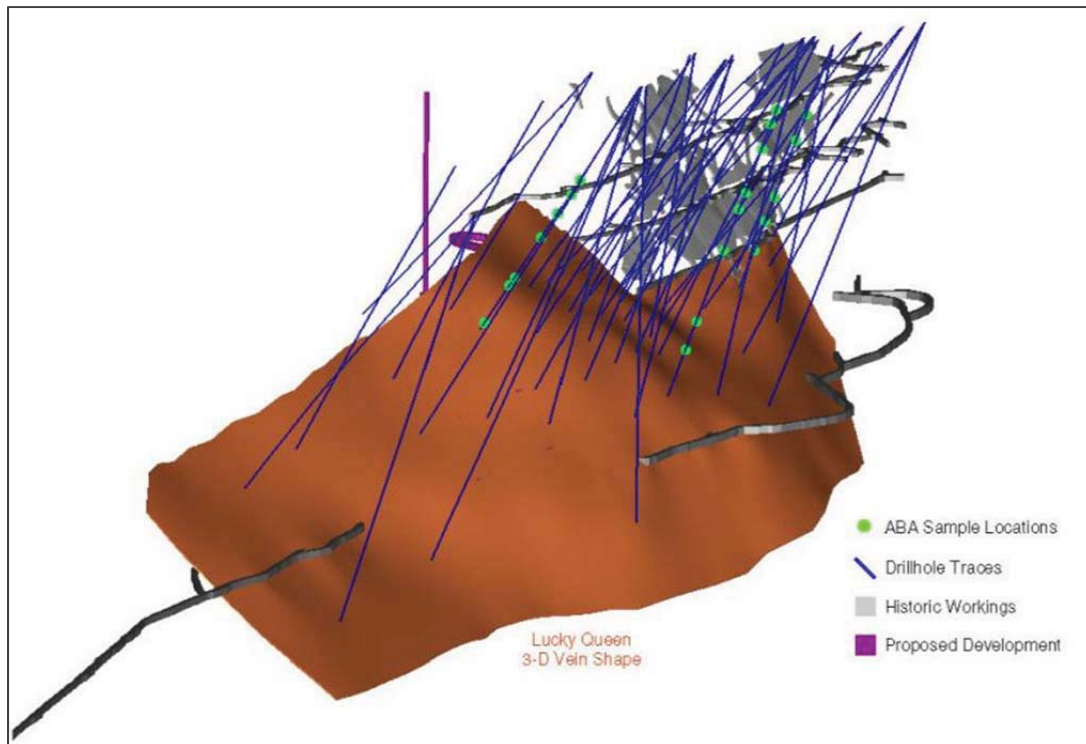 ABA Sample Locations
Drillhole Traces
Historic Workings
Proposed Development
Lucky Queen
3-D Vein Shape